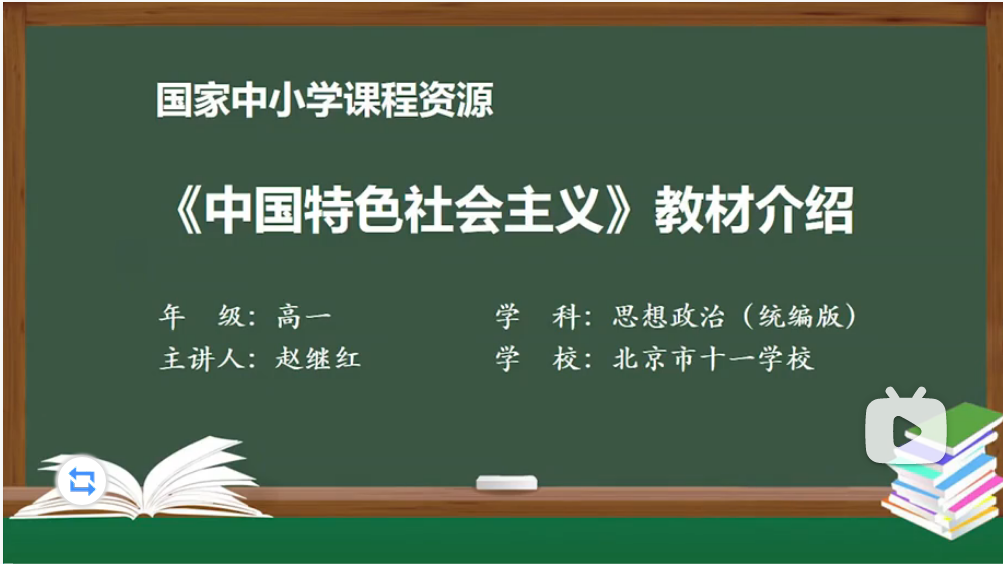 国家中小学课程资源
《中国特色社会主义》教材介绍
年 级：高一 学 科：思想政治（统编版）
主讲人：赵继红 学 校：北京市十一学校